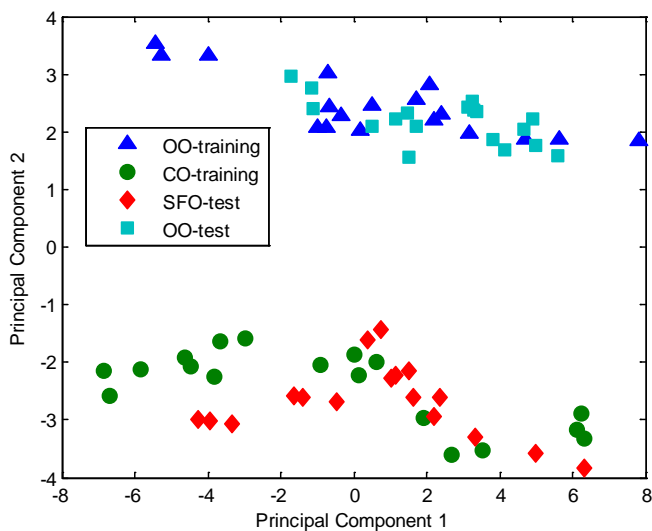 4
3
2
1
0
-1
-2
-3
-4
Principal Component 2
OO-training
CO-training
SFO-test
OO-test
-8 -6 -4 -2 0 2 4 6 8
Principal Component 1